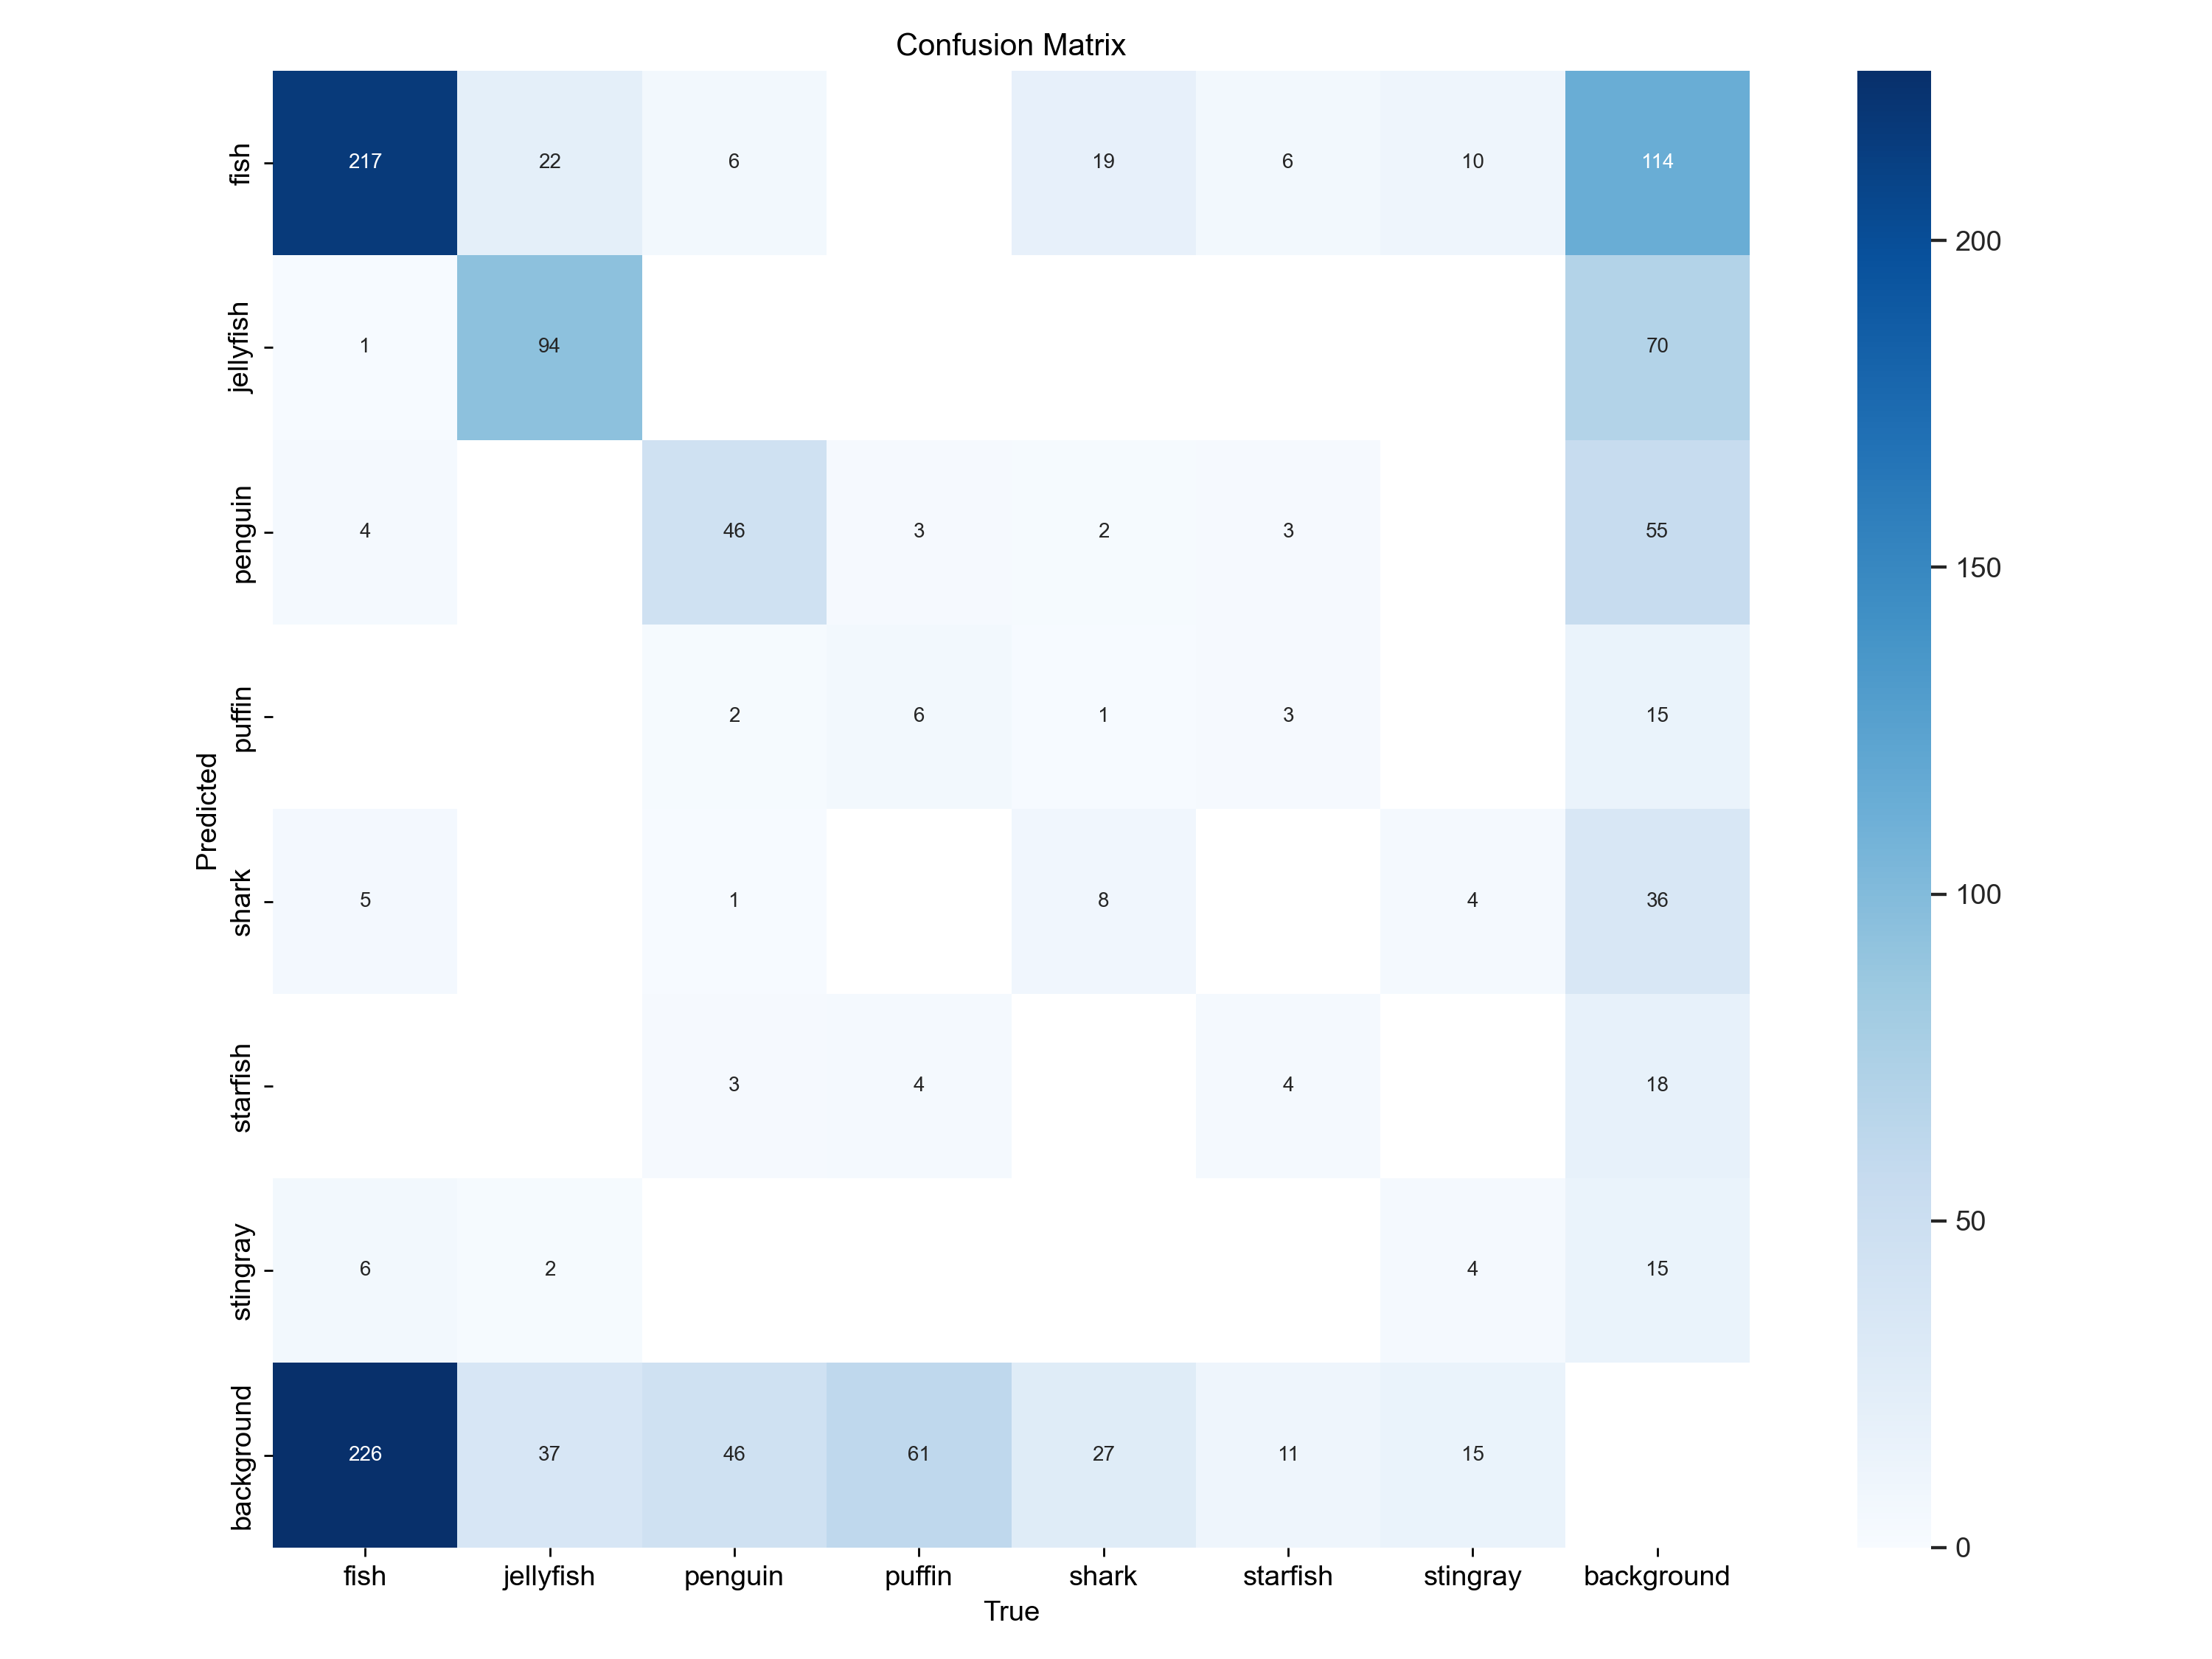 Confusion Matrix
fish 217 22 6 19 6 10 114
jellyfish 1 94 70
penguin 4 46 3 2 3 55
puffin 2 6 1 3 15
shark 5 1 8 4 36
starfish 3 4 4 18
stingray 6 2 4 15
background 226 37 46 61 27 11 15
Predicted
fish jellyfish penguin puffin shark starfish stingray background
True
200
150
100
50
0